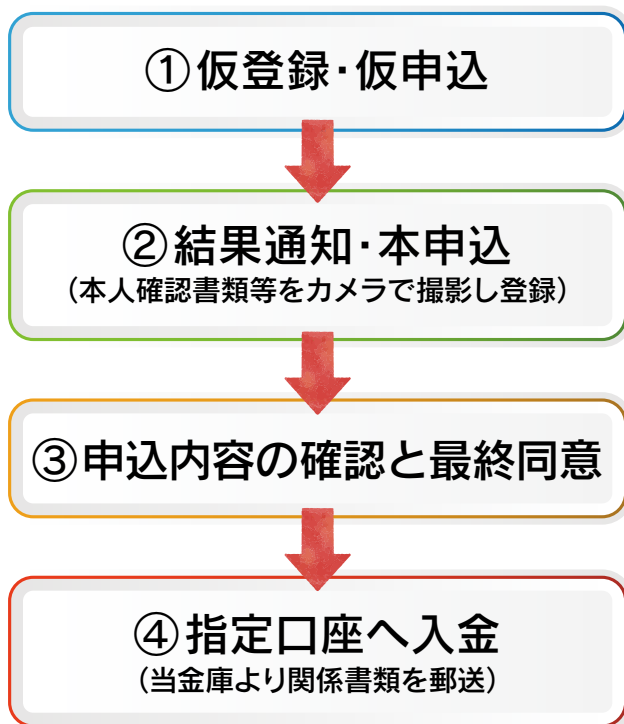 ①仮登録・仮申込
②結果通知・本申込
(本人確認書類等をカメラで撮影し登録)
③申込内容の確認と最終同意
④指定口座へ入金
(当金庫より関係書類を郵送)